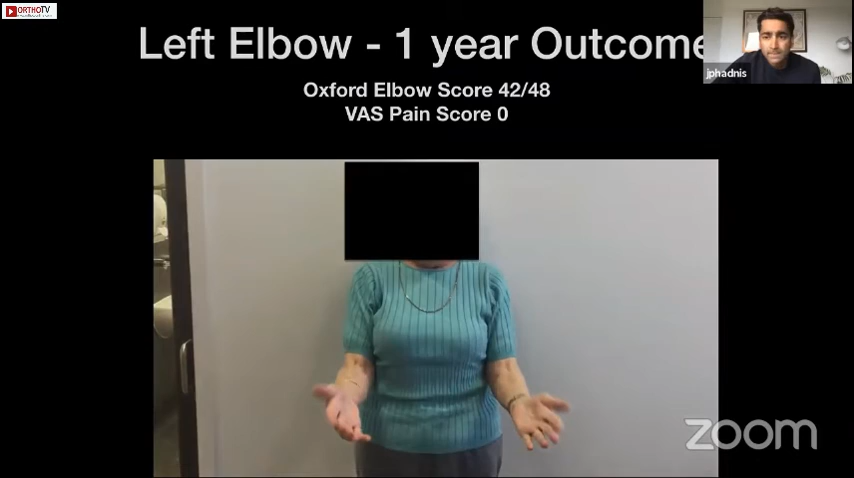 ORTHOTV
Left Elbow - 1 year Outcome
jphadnis
Oxford Elbow Score 42/48
VAS Pain Score 0
zoom